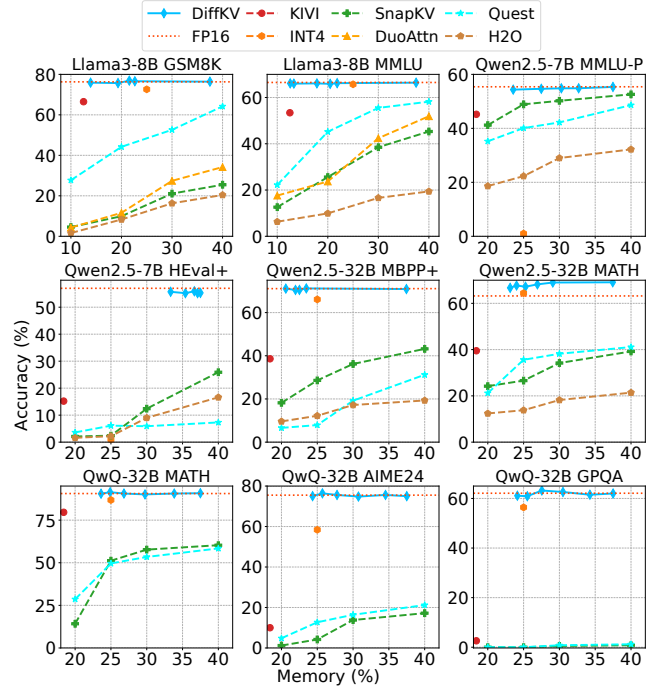 DiffKV KIVI SnapKV Quest
FP16 INT4 DuoAttn H2O
Llama3-8B GSM8K Llama3-8B MMLU Qwen2.5-7B MMLU-P
80
60
40
20
0
10 20 30 40
60
40
20
0
10 20 30 40
60
40
20
0
20 25 30 35 40
Qwen2.5-7B HEval+ Qwen2.5-32B MBPP+ Qwen2.5-32B MATH
Accuracy (%)
50
40
30
20
10
0
20 25 30 35 40
60
40
20
0
20 25 30 35 40
60
40
20
0
20 25 30 35 40
QwQ-32B MATH QwQ-32B AIME24 QwQ-32B GPQA
75
50
25
0
20 25 30 35 40
80
60
40
20
0
20 25 30 35 40
60
40
20
0
20 25 30 35 40
Memory (%)